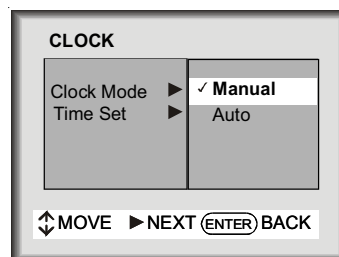 CLOCK
Clock Mode ▶ ✓ Manual
Time Set ▶ Auto
MOVE ▶NEXT ENTER BACK